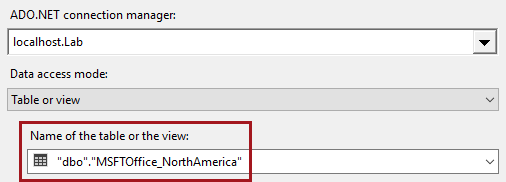 ADO.NET connection manager:
localhost.Lab
Data access mode:
Table or view
Name of the table or the view:
"dbo"."MSFTOffice_NorthAmerica"